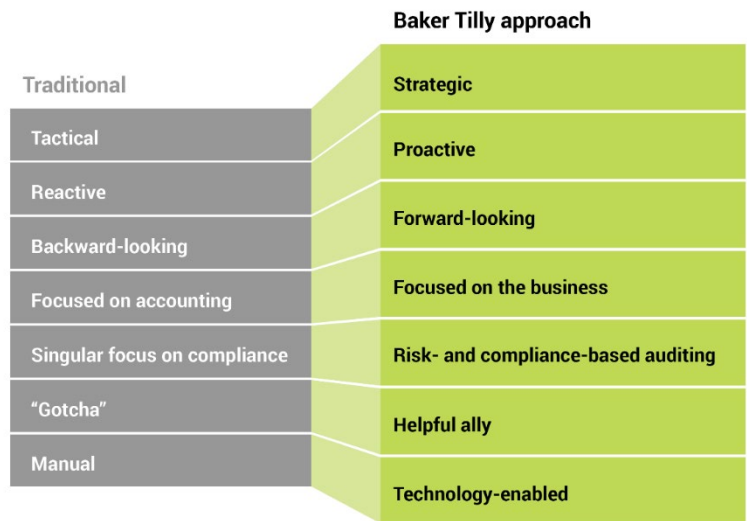 Baker Tilly approach
Traditional
Strategic
Tactical
Proactive
Reactive
Forward-looking
Backward-looking
Focused on the business
Focused on accounting
Risk- and compliance-based auditing
Singular focus on compliance
Helpful ally
“Gotcha”
Technology-enabled
Manual